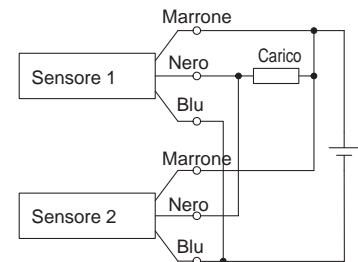 Marrone
Carico
Nero
Sensore 1
Blu
Marrone
Nero
Sensore 2
Blu